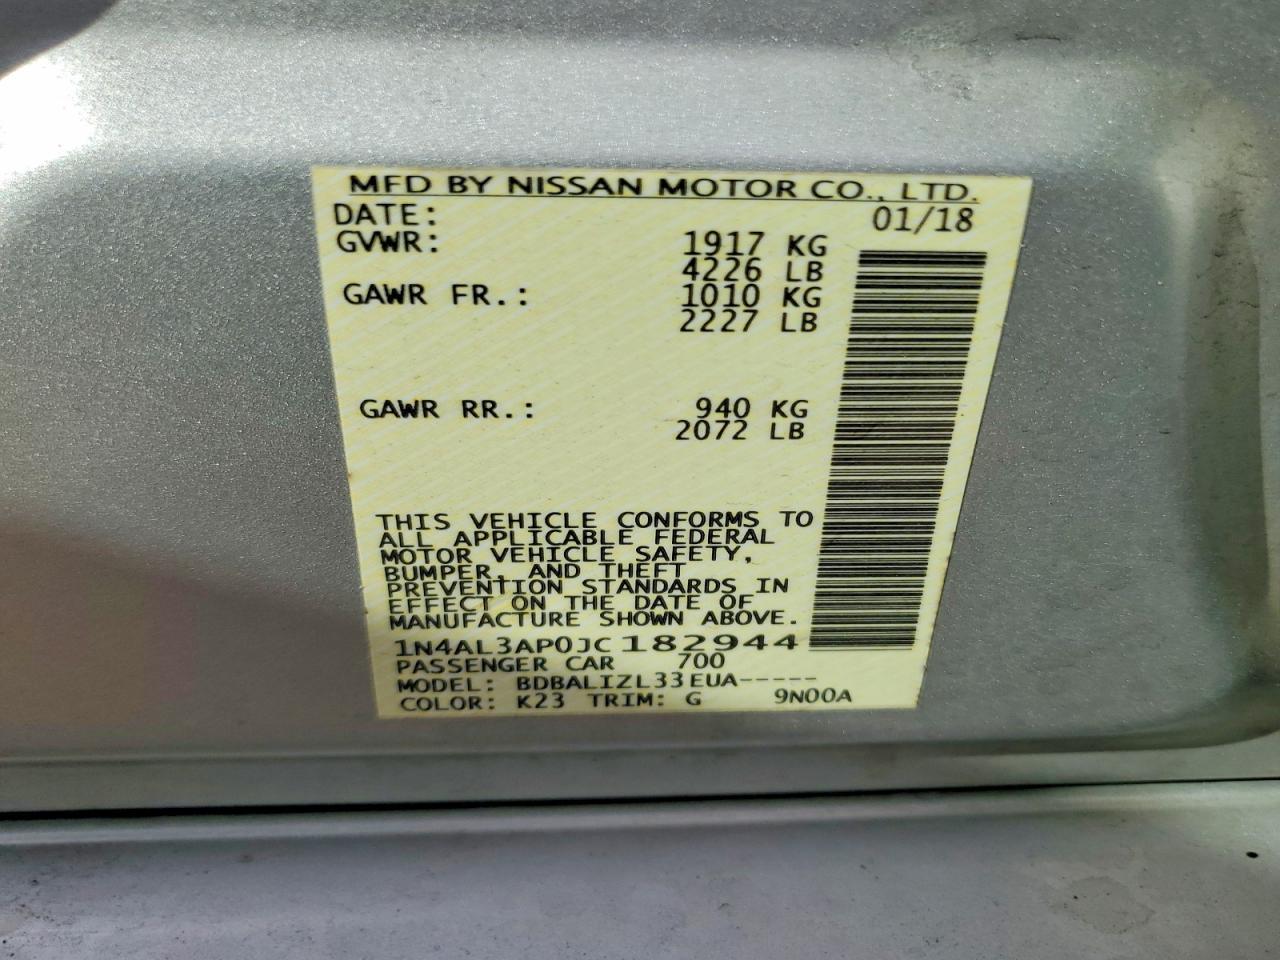 MFD BY NISSAN MOTOR CO., LTD.
DATE: 01/18
GVWR: 1917 KG
4226 LB
GAWR FR.: 1010 KG
2227 LB
GAWR RR.: 940 KG
2072 LB
THIS VEHICLE CONFORMS TO
ALL APPLICABLE FEDERAL
MOTOR VEHICLE SAFETY,
BUMPER, AND THEFT
PREVENTION STANDARDS IN
EFFECT ON THE DATE OF
MANUFACTURE SHOWN ABOVE.
1N4AL3AP0JC182944
PASSENGER CAR 700
MODEL: BDBALIZL33EUA-----
COLOR: K23 TRIM: G 9N00A